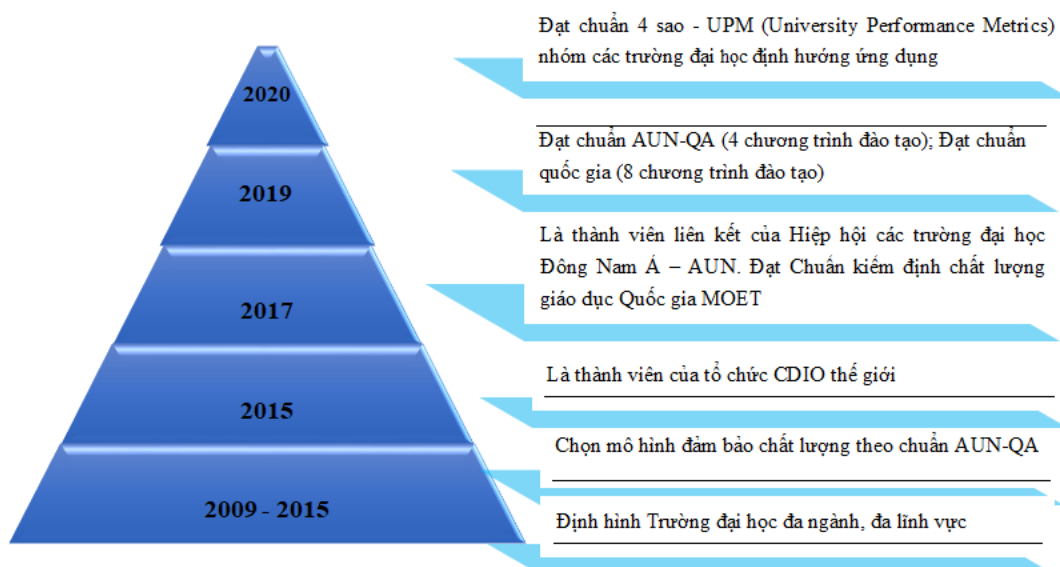 Đạt chuẩn 4 sao - UPM (University Performance Metrics)
nhóm các trường đại học định hướng ứng dụng
2020
Đạt chuẩn AUN-QA (4 chương trình đào tạo); Đạt chuẩn
quốc gia (8 chương trình đào tạo)
2019
Là thành viên liên kết của Hiệp hội các trường đại học
Đông Nam Á – AUN. Đạt Chuẩn kiểm định chất lượng
giáo dục Quốc gia MOET
2017
Là thành viên của tổ chức CDIO thế giới
2015
Chọn mô hình đảm bảo chất lượng theo chuẩn AUN-QA
2009 - 2015
Định hình Trường đại học đa ngành, đa lĩnh vực